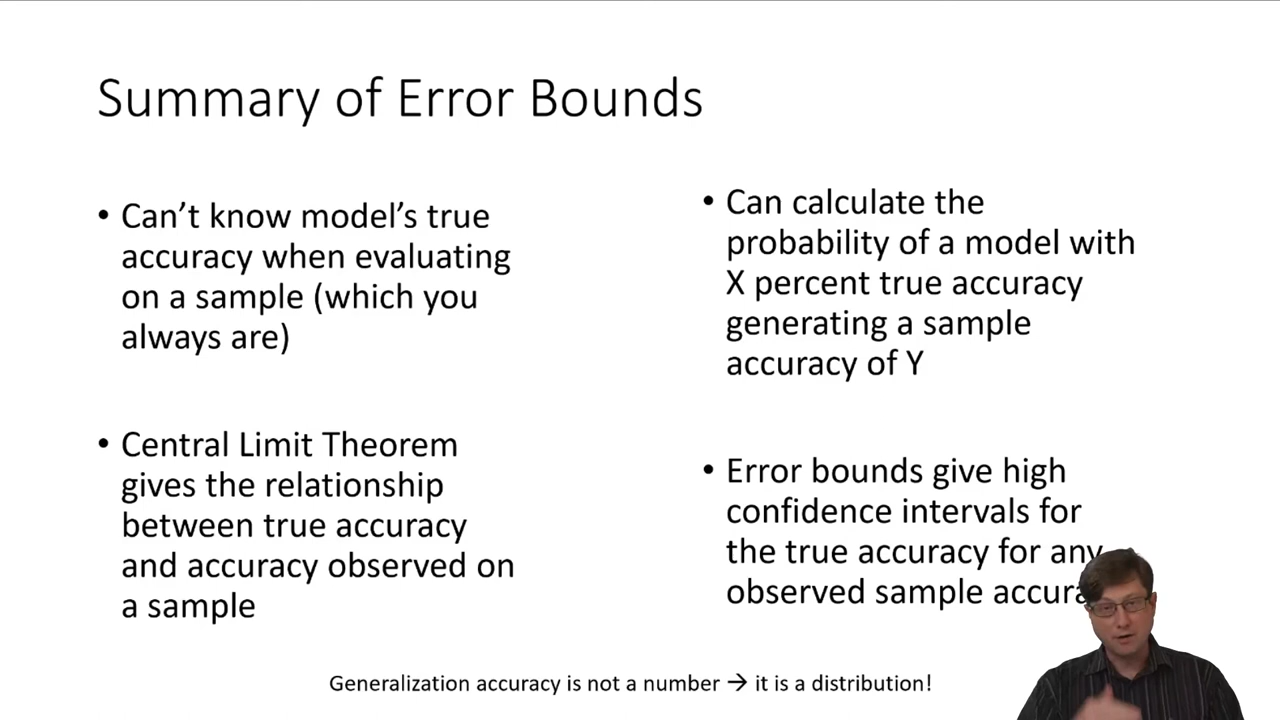 Summary of Error Bounds
• Can’t know model’s true
accuracy when evaluating
on a sample (which you
always are)
• Central Limit Theorem
gives the relationship
between true accuracy
and accuracy observed on
a sample
• Can calculate the
probability of a model with
X percent true accuracy
generating a sample
accuracy of Y
• Error bounds give high
confidence intervals for
the true accuracy for any
observed sample
Generalization accuracy is not a number → it is a distribution!